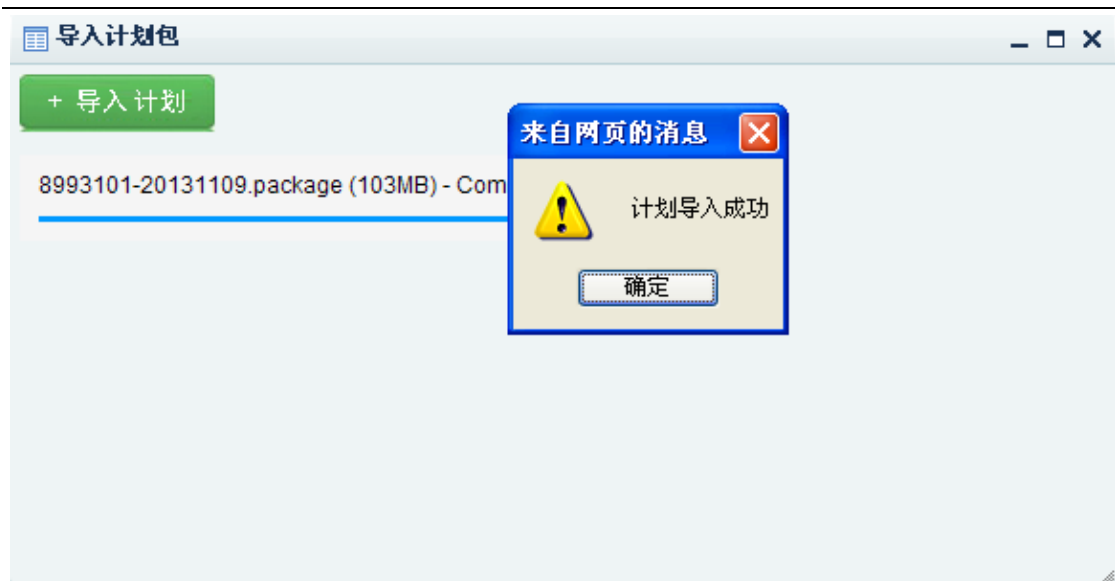 导入计划包
+ 导入计划
来自网页的消息
8993101-20131109.package (103MB) - Com
计划导入成功
确定